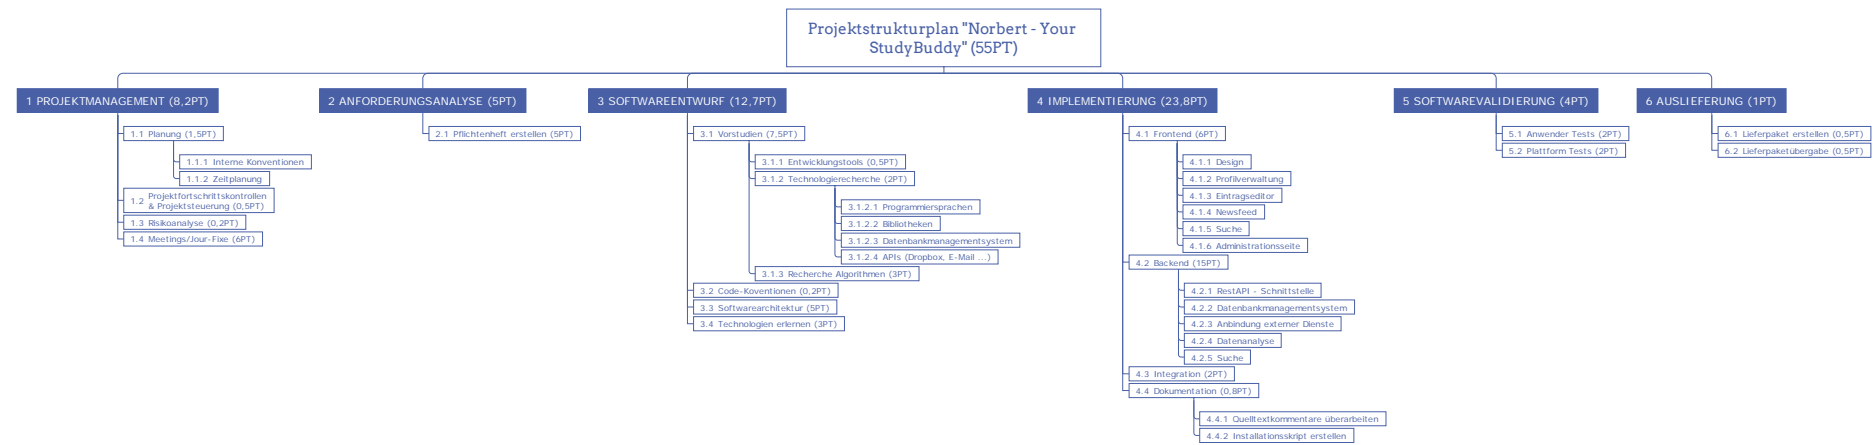 Projektstrukturplan "Norbert - Your
StudyBuddy" (55PT)
1 PROJEKTMANAGEMENT (8,2PT)
1.1 Planung (1,5PT)
1.1.1 Interne Konventionen
1.1.2 Zeitplanung
1.2 Projektfortschrittskontrollen
& Projektsteuerung (0,5PT)
1.3 Risikoanalyse (0,2PT)
1.4 Meetings/Jour-Fixe (6PT)
2 ANFORDERUNGSANALYSE (5PT)
2.1 Pflichtenheft erstellen (5PT)
3 SOFTWAREENTWURF (12,7PT)
3.1 Vorstudien (7,5PT)
3.1.1 Entwicklungstools (0,5PT)
3.1.2 Technologierecherche (2PT)
3.1.2.1 Programmiersprachen
3.1.2.2 Bibliotheken
3.1.2.3 Datenbankmanagementsystem
3.1.2.4 APIs (Dropbox, E-Mail ...)
3.1.3 Recherche Algorithmen (3PT)
3.2 Code-Koventionen (0,2PT)
3.3 Softwarearchitektur (5PT)
3.4 Technologien erlernen (3PT)
4 IMPLEMENTIERUNG (23,8PT)
4.1 Frontend (6PT)
4.1.1 Design
4.1.2 Profilverwaltung
4.1.3 Eintragseditor
4.1.4 Newsfeed
4.1.5 Suche
4.1.6 Administrationsseite
4.2 Backend (15PT)
4.2.1 RestAPI - Schnittstelle
4.2.2 Datenbankmanagementsystem
4.2.3 Anbindung externer Dienste
4.2.4 Datenanalyse
4.2.5 Suche
4.3 Integration (2PT)
4.4 Dokumentation (0,8PT)
4.4.1 Quelltextkommentare überarbeiten
4.4.2 Installationsskript erstellen
5 SOFTWAREVALIDIERUNG (4PT)
5.1 Anwender Tests (2PT)
5.2 Plattform Tests (2PT)
6 AUSLIEFERUNG (1PT)
6.1 Lieferpaket erstellen (0,5PT)
6.2 Lieferpaketübergabe (0,5PT)